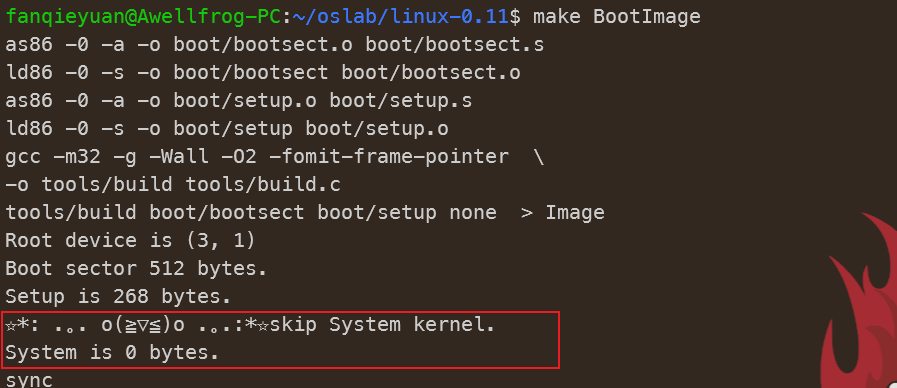 fanqieyuan@Awellfrog-PC:~/oslab/linux-0.11$ make BootImage
as86 -0 -a -o boot/bootsect.o boot/bootsect.s
ld86 -0 -s -o boot/bootsect boot/bootsect.o
as86 -0 -a -o boot/setup.o boot/setup.s
ld86 -0 -s -o boot/setup boot/setup.o
gcc -m32 -g -Wall -O2 -fomit-frame-pointer  \
-o tools/build tools/build.c
tools/build boot/bootsect boot/setup none  > Image
Root device is (3, 1)
Boot sector 512 bytes.
Setup is 268 bytes.
☆*: .｡. o(≧▽≦)o .｡.:*☆skip System kernel.
System is 0 bytes.
sync